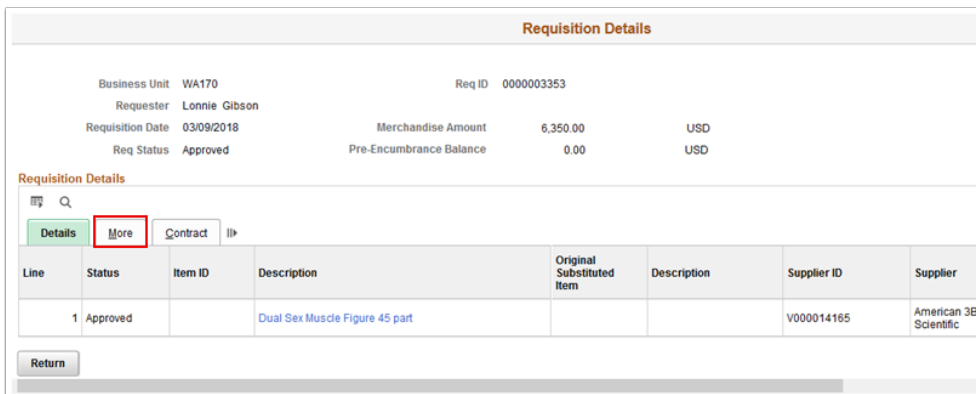 Requisition Details
Business Unit WA170 Req ID 0000003353
Requester Lonnie Gibson
Requisition Date 03/09/2018 Merchandise Amount 6,350.00 USD
Req Status Approved Pre-Encumbrance Balance 0.00 USD
Requisition Details
Details More Contract
Line Status Item ID Description Original Substituted Item Description Supplier ID Supplier
1 Approved Dual Sex Muscle Figure 45 part V000014165 American 3B Scientific
Return